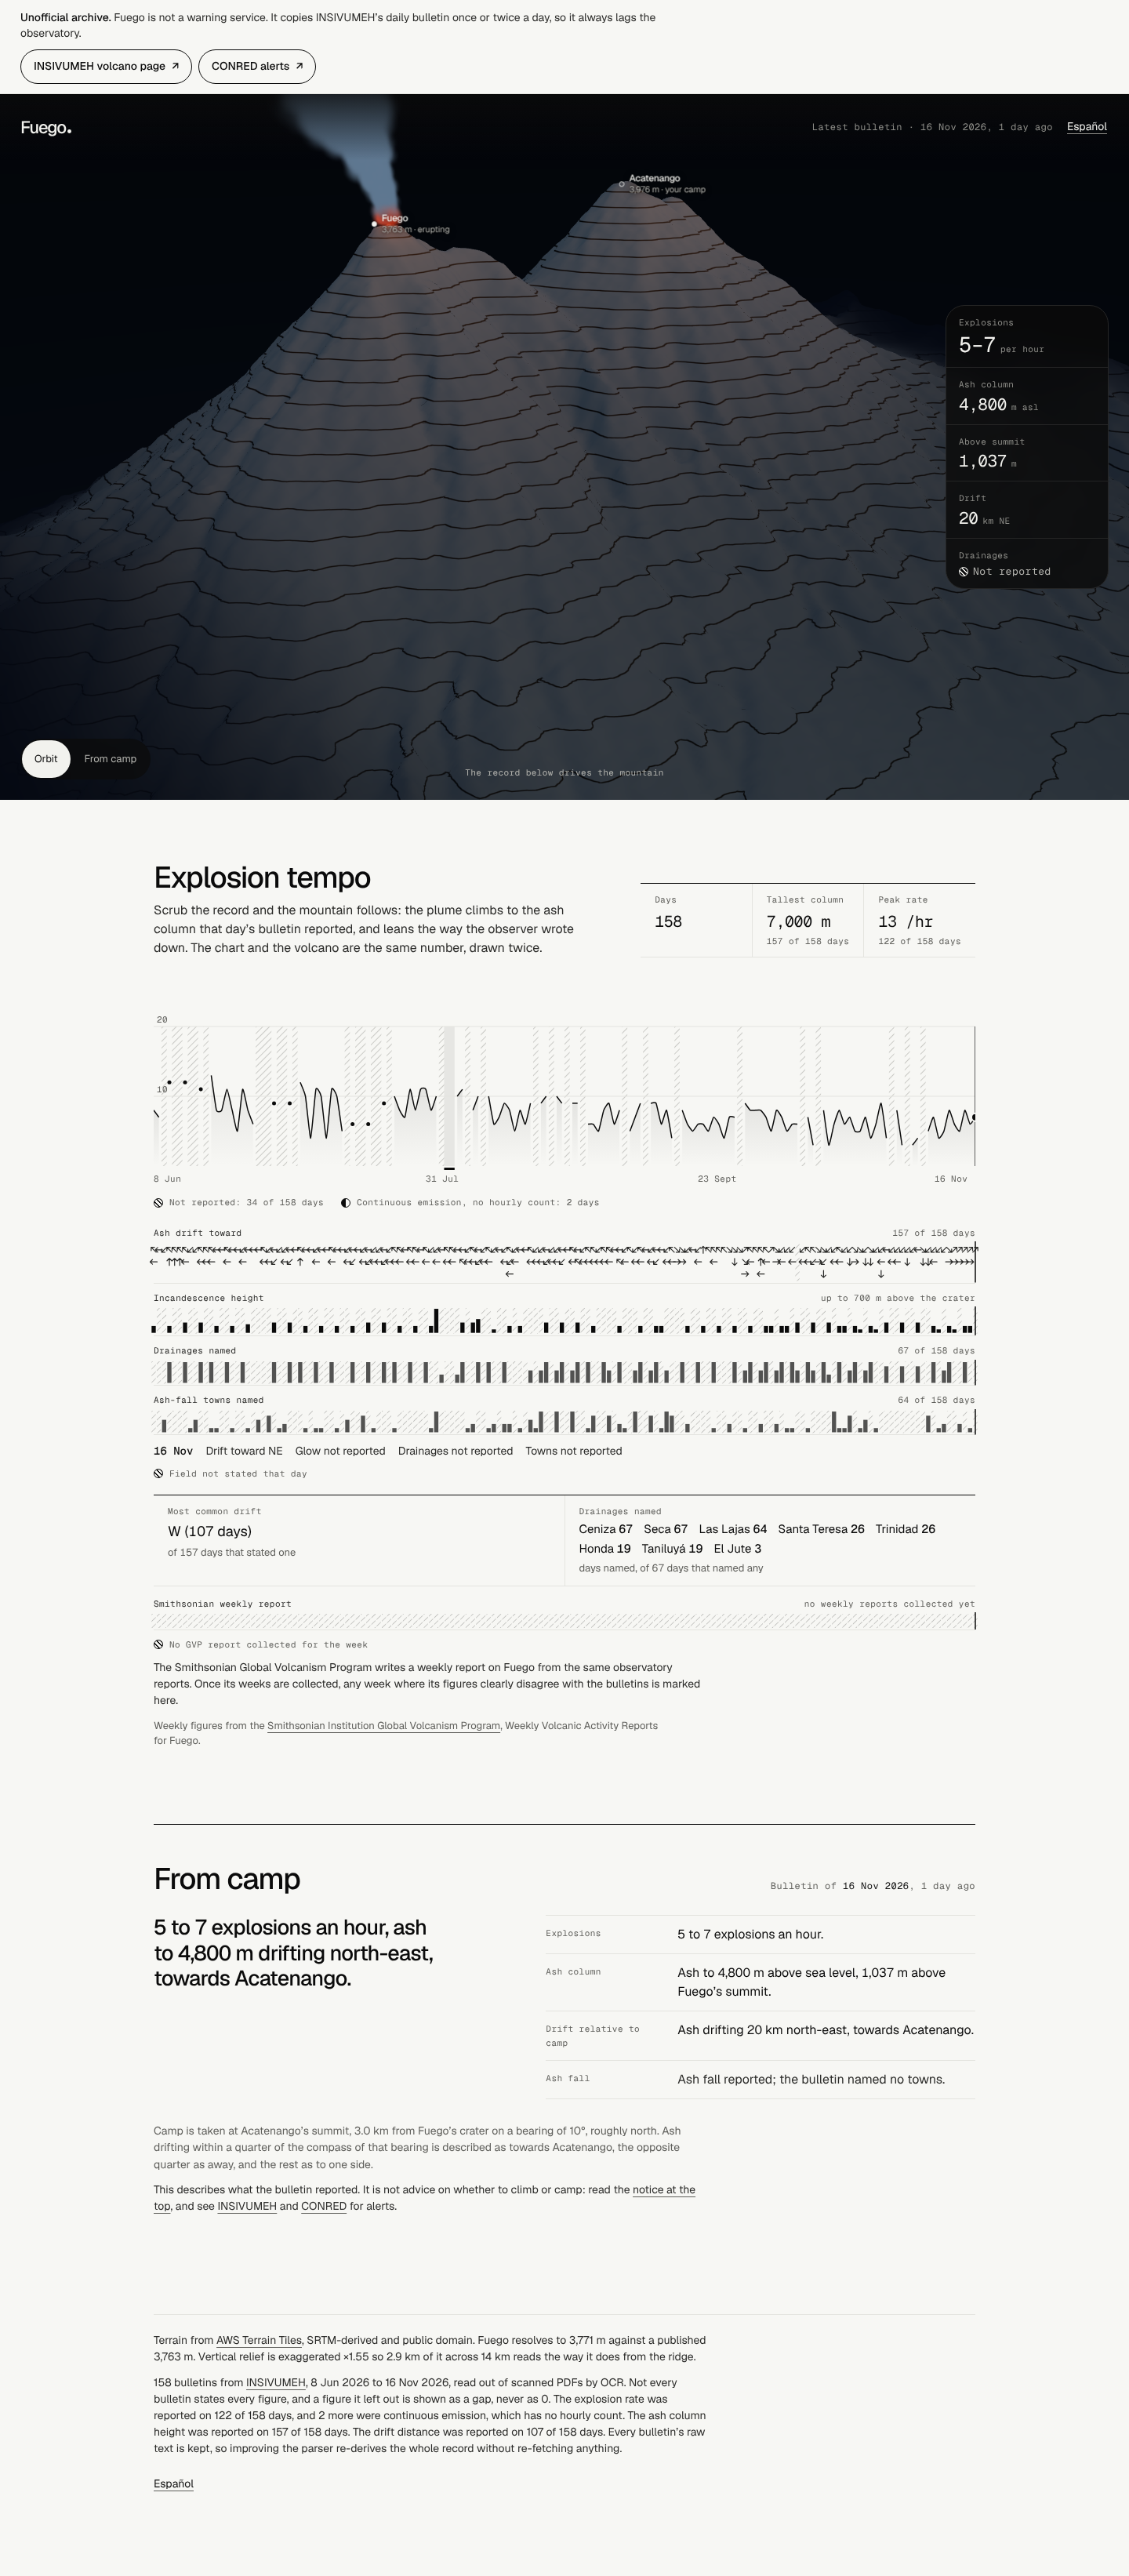 Unofficial archive. Fuego is not a warning service. It copies INSIVUMEH's daily bulletin once or twice a day, so it always lags the
observatory.
INSIVUMEH volcano page ↗
CONRED alerts ↗
Fuego.
Latest bulletin · 16 Nov 2026, 1 day ago
Español
Acatenango
3,976 m · your camp
Fuego
3,763 m · erupting
Explosions
5–7 per hour
Ash column
4,800 m asl
Above summit
1,037 m
Drift
20 km NE
Drainages
Not reported
Orbit
From camp
The record below drives the mountain
Explosion tempo
Scrub the record and the mountain follows: the plume climbs to the ash
column that day's bulletin reported, and leans the way the observer wrote
down. The chart and the volcano are the same number, drawn twice.
Days
158
Tallest column
7,000 m
157 of 158 days
Peak rate
13 /hr
122 of 158 days
20
10
8 Jun
31 Jul
23 Sept
16 Nov
Not reported: 34 of 158 days
Continuous emission, no hourly count: 2 days
Ash drift toward
157 of 158 days
Incandescence height
up to 700 m above the crater
Drainages named
67 of 158 days
Ash-fall towns named
64 of 158 days
16 Nov Drift toward NE Glow not reported Drainages not reported Towns not reported
Field not stated that day
Most common drift
W (107 days)
of 157 days that stated one
Drainages named
Ceniza 67 Seca 67 Las Lajas 64 Santa Teresa 26 Trinidad 26
Honda 19 Taniluyá 19 El Jute 3
days named, of 67 days that named any
Smithsonian weekly report
no weekly reports collected yet
No GVP report collected for the week
The Smithsonian Global Volcanism Program writes a weekly report on Fuego from the same observatory
reports. Once its weeks are collected, any week where its figures clearly disagree with the bulletins is marked
here.
Weekly figures from the Smithsonian Institution Global Volcanism Program, Weekly Volcanic Activity Reports
for Fuego.
From camp
Bulletin of 16 Nov 2026, 1 day ago
5 to 7 explosions an hour, ash
to 4,800 m drifting north-east,
towards Acatenango.
Explosions
5 to 7 explosions an hour.
Ash column
Ash to 4,800 m above sea level, 1,037 m above
Fuego's summit.
Drift relative to
camp
Ash drifting 20 km north-east, towards Acatenango.
Ash fall
Ash fall reported; the bulletin named no towns.
Camp is taken at Acatenango's summit, 3.0 km from Fuego's crater on a bearing of 10°, roughly north. Ash
drifting within a quarter of the compass of that bearing is described as towards Acatenango, the opposite
quarter as away, and the rest as to one side.
This describes what the bulletin reported. It is not advice on whether to climb or camp: read the notice at the
top, and see INSIVUMEH and CONRED for alerts.
Terrain from AWS Terrain Tiles, SRTM-derived and public domain. Fuego resolves to 3,771 m against a published
3,763 m. Vertical relief is exaggerated ×1.55 so 2.9 km of it across 14 km reads the way it does from the ridge.
158 bulletins from INSIVUMEH, 8 Jun 2026 to 16 Nov 2026, read out of scanned PDFs by OCR. Not every
bulletin states every figure, and a figure it left out is shown as a gap, never as 0. The explosion rate was
reported on 122 of 158 days, and 2 more were continuous emission, which has no hourly count. The ash column
height was reported on 157 of 158 days. The drift distance was reported on 107 of 158 days. Every bulletin's raw
text is kept, so improving the parser re-derives the whole record without re-fetching anything.
Español